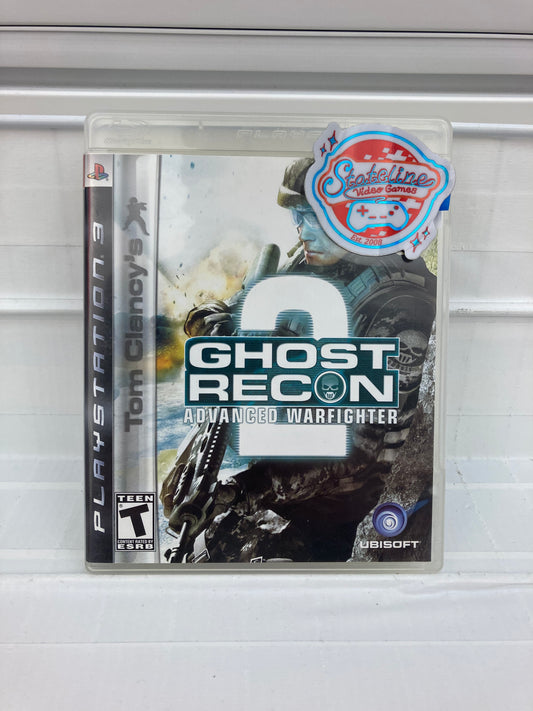 PLAYSTATION
Stateline
Video Games
Est. 2008
PLAYSTATION 3
Tom Clancy's
2
GHOST
RECON
ADVANCED WARFIGHTER
TEEN
T
CONTENT RATED BY
ESRB
UBISOFT